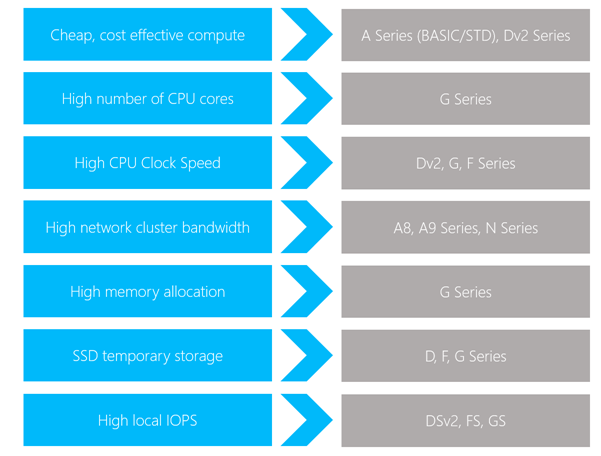 Cheap, cost effective compute
A Series (BASIC/STD), Dv2 Series
High number of CPU cores
G Series
High CPU Clock Speed
Dv2, G, F Series
High network cluster bandwidth
A8, A9 Series, N Series
High memory allocation
G Series
SSD temporary storage
D, F, G Series
High local IOPS
DSv2, FS, GS